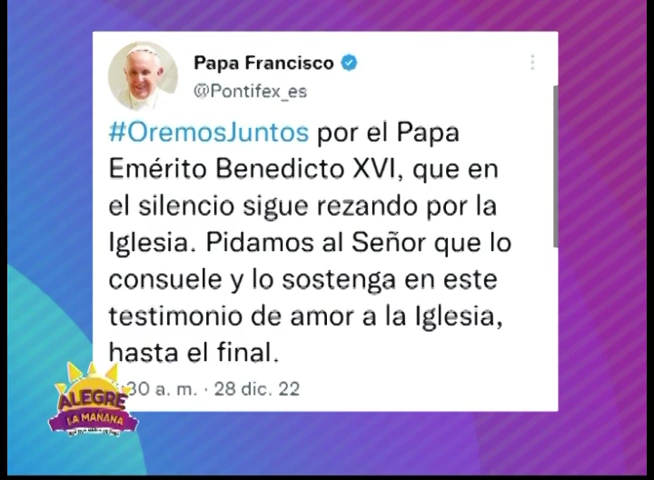 Papa Francisco
@Pontifex_es
#OremosJuntos por el Papa
Emérito Benedicto XVI, que en
el silencio sigue rezando por la
Iglesia. Pidamos al Señor que lo
consuele y lo sostenga en este
testimonio de amor a la Iglesia,
hasta el final.
:30 a. m. · 28 dic. 22
ALEGRE
LA MAÑANA